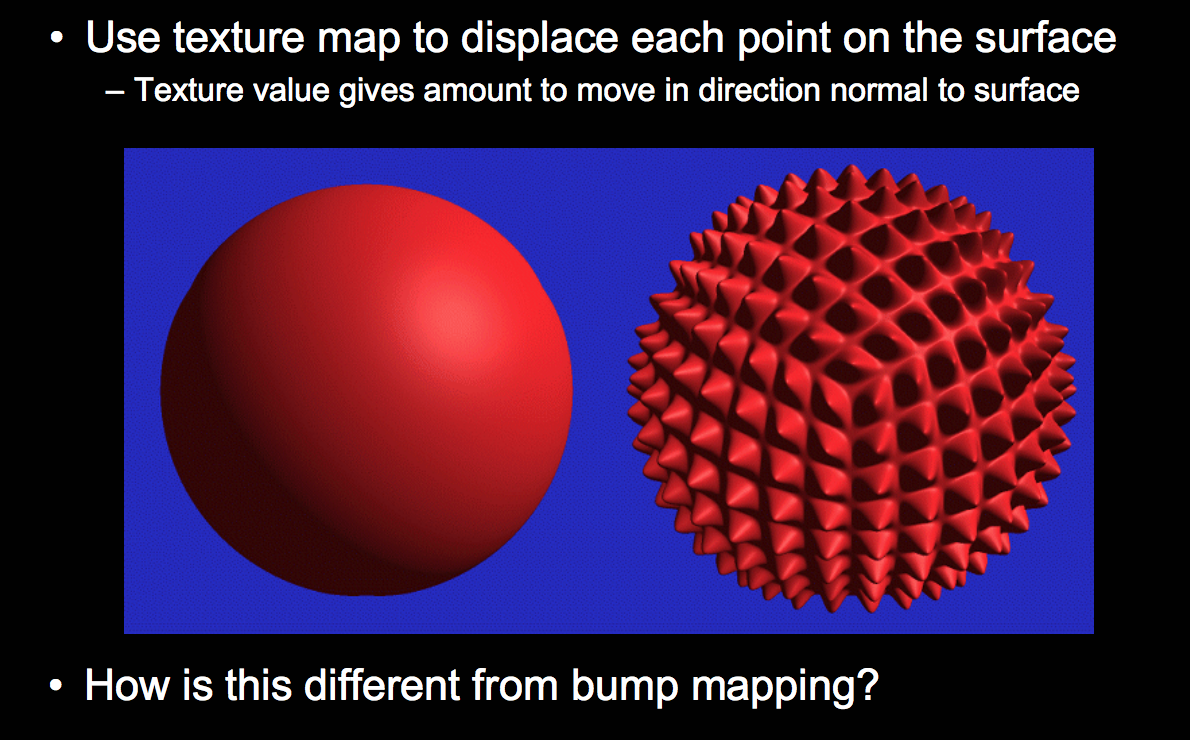 • Use texture map to displace each point on the surface
– Texture value gives amount to move in direction normal to surface
• How is this different from bump mapping?